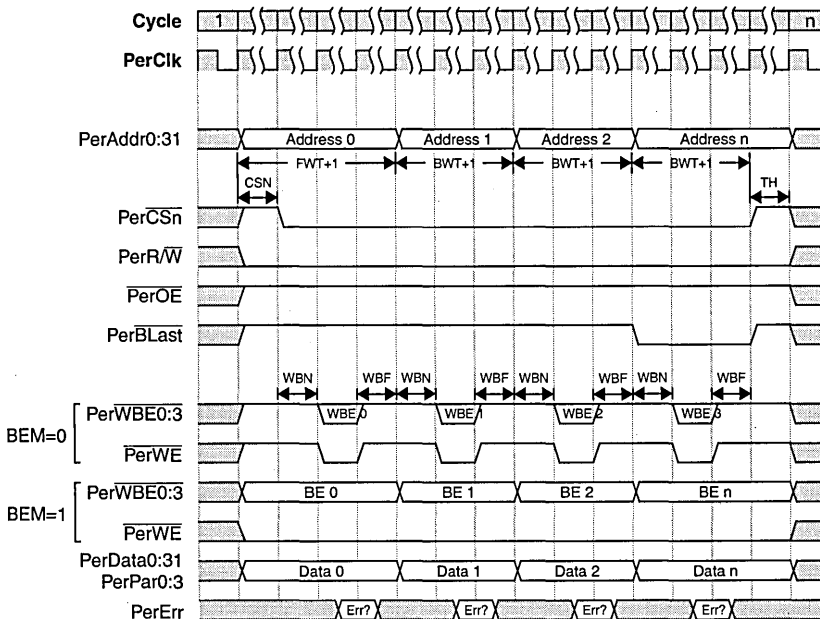 Cycle 1 n
PerClk
PerAddr0:31 Address 0 Address 1 Address 2 Address n
FWT+1 BWT+1 BWT+1 BWT+1
CSN TH
PerCSn
PerR/W
PerOE
PerBLast
WBN WBF WBN WBF WBN WBF WBN WBF
BEM=0
PerWBE0:3 WBE 0 WBE 1 WBE 2 WBE 3
PerWE
BEM=1
PerWBE0:3 BE 0 BE 1 BE 2 BE n
PerWE
PerData0:31
PerPar0:3
Data 0 Data 1 Data 2 Data n
PerErr Err? Err? Err? Err?